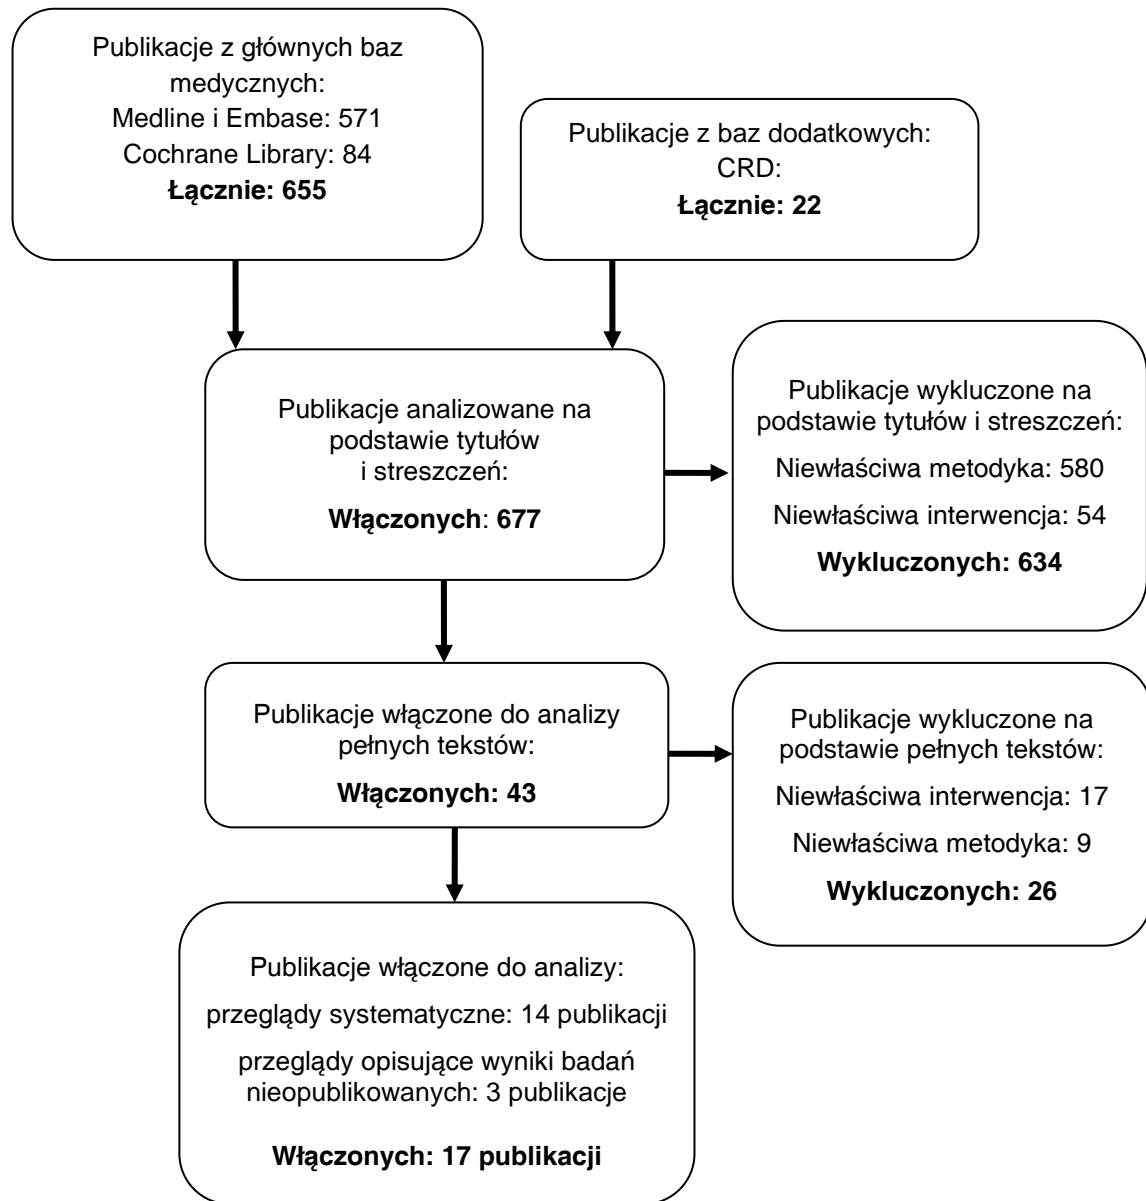 Publikacje z głównych baz
medycznych:
Medline i Embase: 571
Cochrane Library: 84
Łącznie: 655
Publikacje z baz dodatkowych:
CRD:
Łącznie: 22
Publikacje analizowane na
podstawie tytułów
i streszczeń:
Włączonych: 677
Publikacje wykluczone na
podstawie tytułów i streszczeń:
Niewłaściwa metodyka: 580
Niewłaściwa interwencja: 54
Wykluczonych: 634
Publikacje włączone do analizy
pełnych tekstów:
Włączonych: 43
Publikacje wykluczone na
podstawie pełnych tekstów:
Niewłaściwa interwencja: 17
Niewłaściwa metodyka: 9
Wykluczonych: 26
Publikacje włączone do analizy:
przeglądy systematyczne: 14 publikacji
przeglądy opisujące wyniki badań
nieopublikowanych: 3 publikacje
Włączonych: 17 publikacji